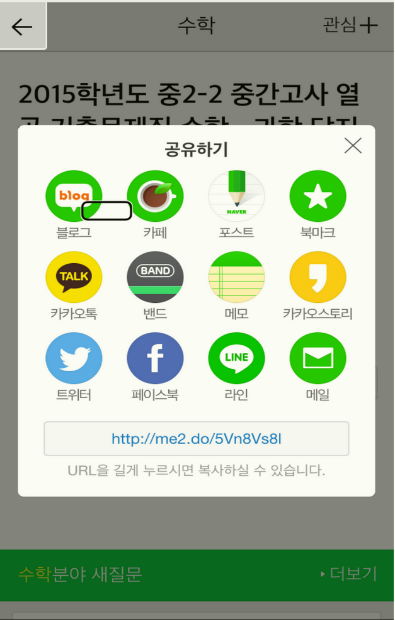 수학
관심+
2015학년도 중2-2 중간고사 열
공유하기
blog
블로그
카페
NAVER
포스트
북마크
TALK
카카오톡
(BAND)
밴드
메모
카카오스토리
트위터
f
페이스북
LINE
라인
메일
http://me2.do/5Vn8Vs8l
URL을 길게 누르시면 복사하실 수 있습니다.
수학분야 새질문
더보기